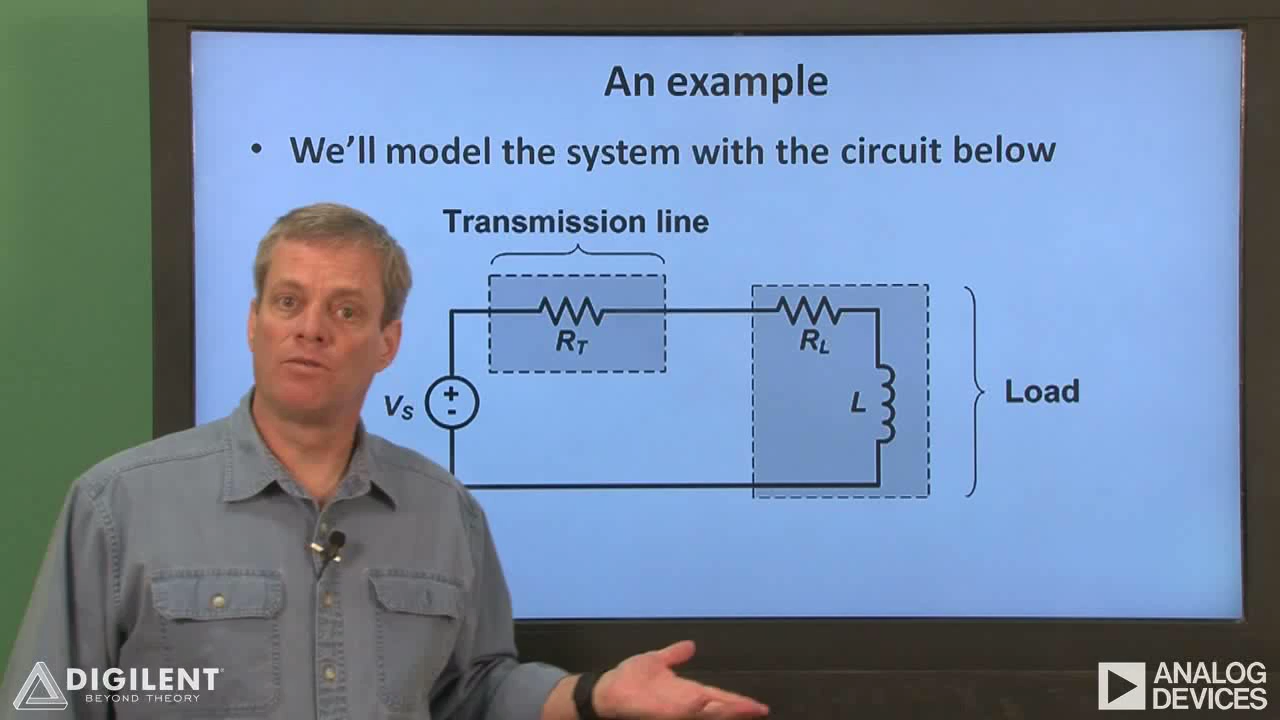 An example
• We'll model the system with the circuit below
Transmission line
RT
RL
VS
+
-
L
Load
DIGILENT
BEYOND THEORY
ANALOG
DEVICES